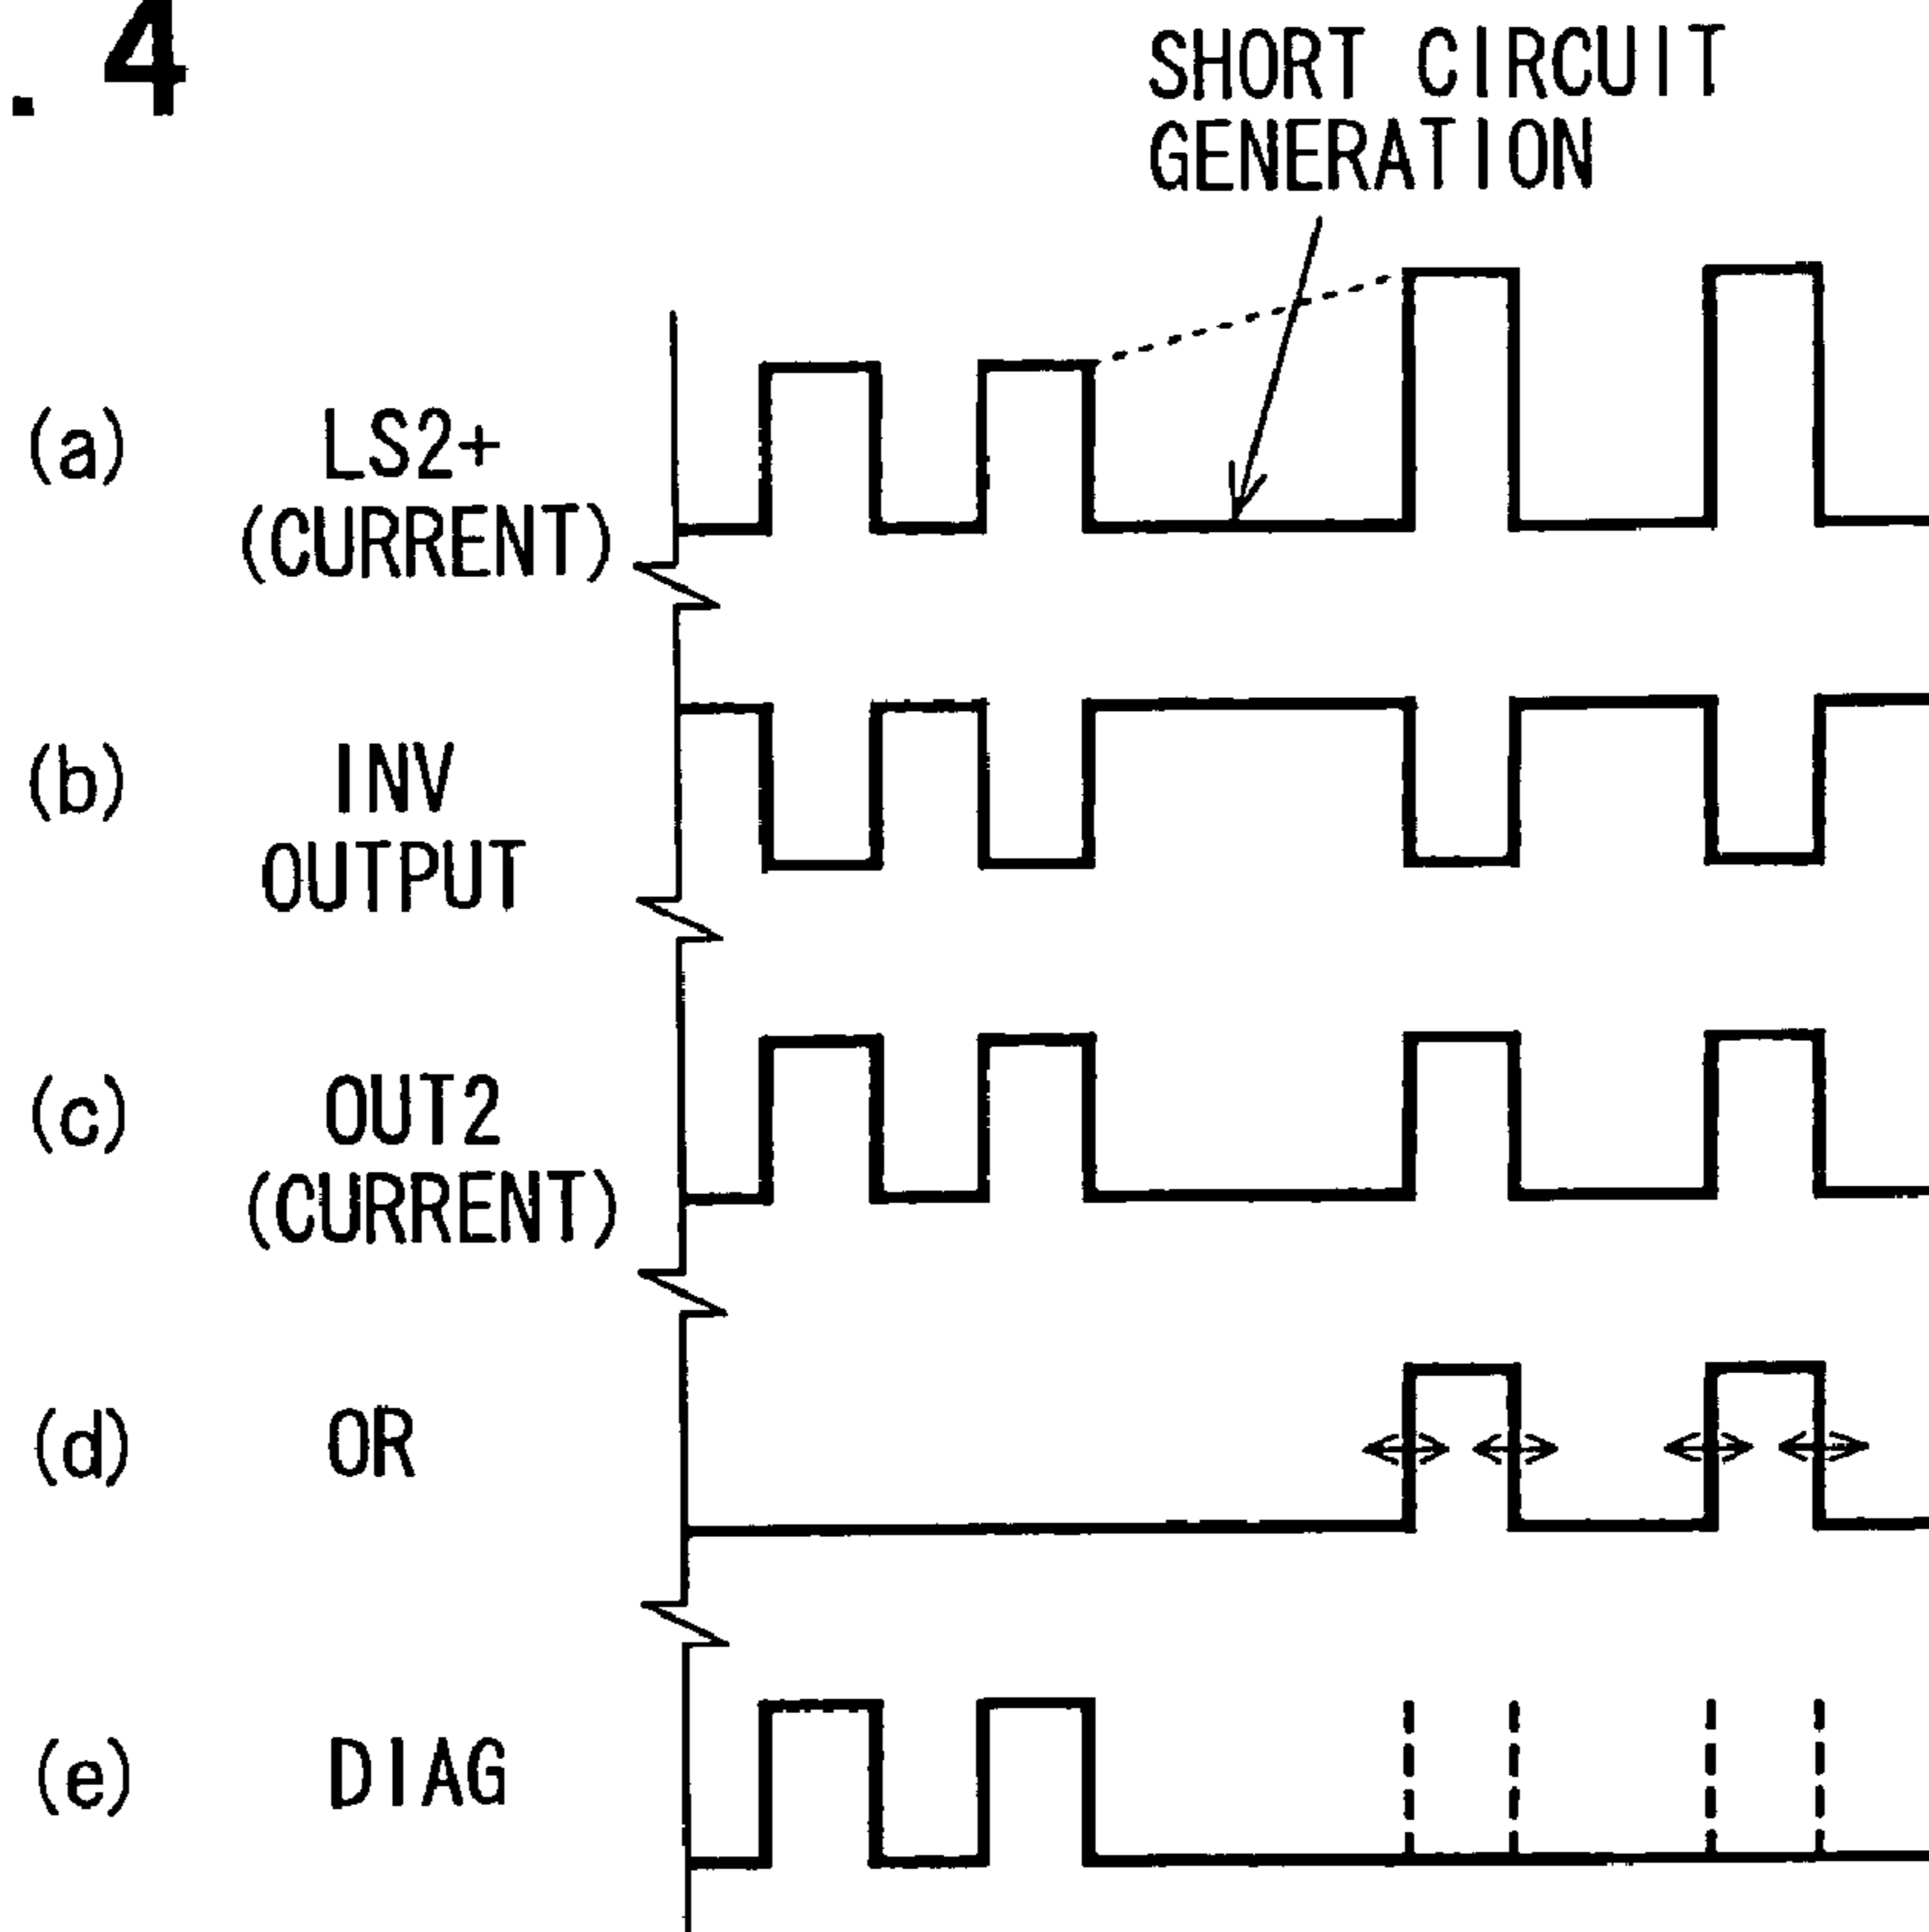 . 4
SHORT CIRCUIT
GENERATION
(a) LS2+
(CURRENT)
(b) INV
OUTPUT
(c) OUT2
(CURRENT)
(d) OR
(e) DIAG